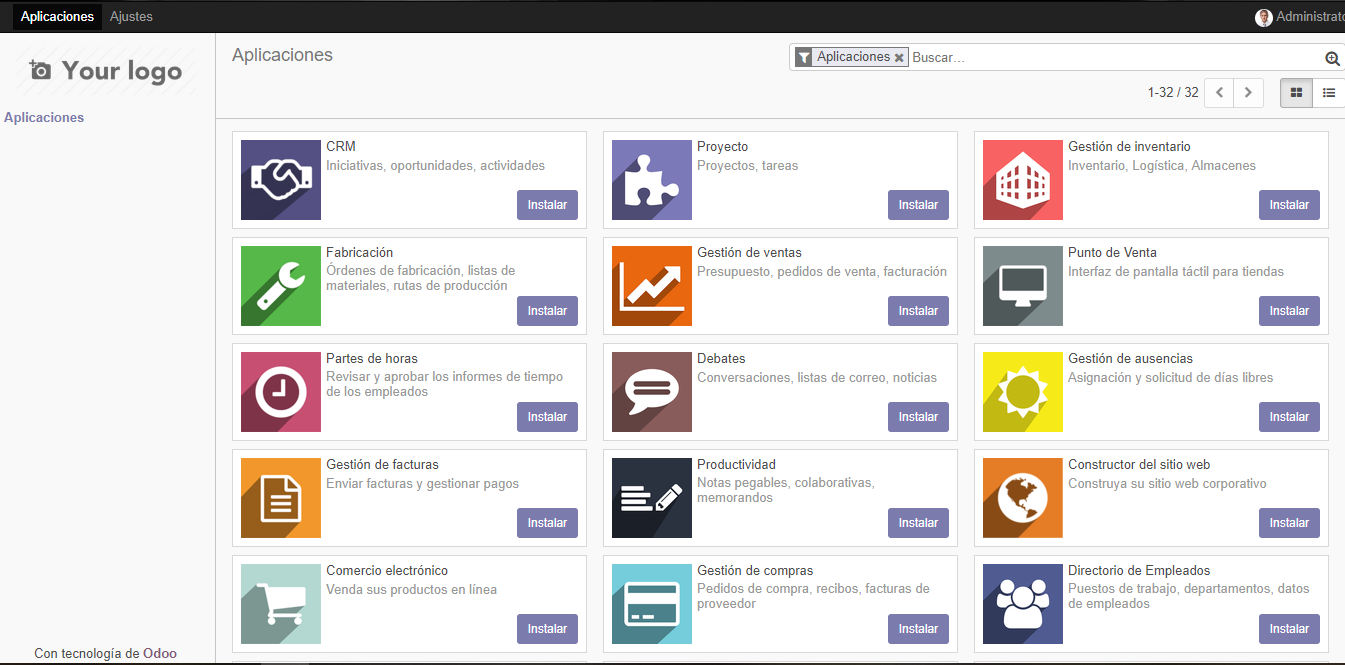 Aplicaciones Ajustes
Administrato
Your logo
Aplicaciones
Con tecnología de Odoo
Aplicaciones
Aplicaciones
Buscar...
1-32 / 32
CRM
Iniciativas, oportunidades, actividades
Instalar
Proyecto
Proyectos, tareas
Instalar
Gestión de inventario
Inventario, Logística, Almacenes
Instalar
Fabricación
Órdenes de fabricación, listas de
materiales, rutas de producción
Instalar
Gestión de ventas
Presupuesto, pedidos de venta, facturación
Instalar
Punto de Venta
Interfaz de pantalla táctil para tiendas
Instalar
Partes de horas
Revisar y aprobar los informes de tiempo
de los empleados
Instalar
Debates
Conversaciones, listas de correo, noticias
Instalar
Gestión de ausencias
Asignación y solicitud de días libres
Instalar
Gestión de facturas
Enviar facturas y gestionar pagos
Instalar
Productividad
Notas pegables, colaborativas,
memorandos
Instalar
Constructor del sitio web
Construya su sitio web corporativo
Instalar
Comercio electrónico
Venda sus productos en línea
Instalar
Gestión de compras
Pedidos de compra, recibos, facturas de
proveedor
Instalar
Directorio de Empleados
Puestos de trabajo, departamentos, datos
de empleados
Instalar